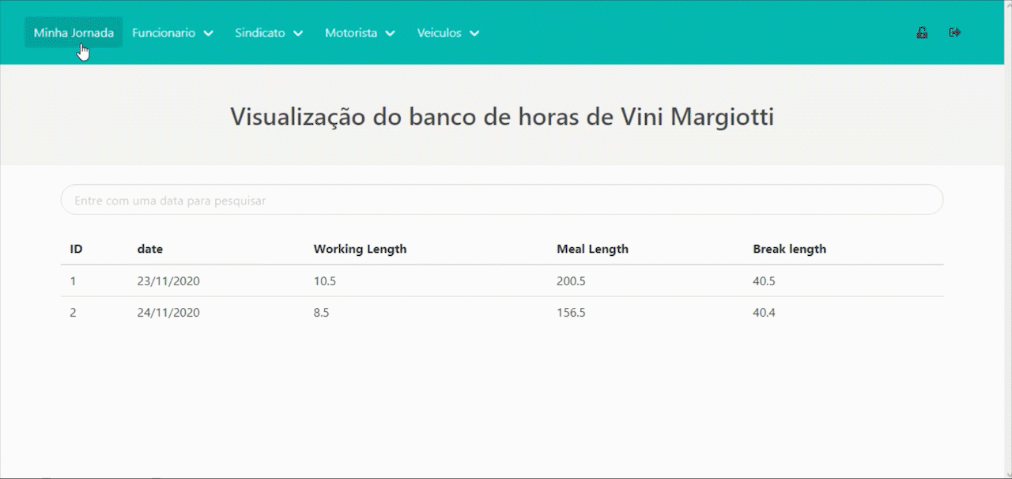 Minha Jornada Funcionario Sindicato Motorista Veiculos
Visualização do banco de horas de Vini Margiotti
Entre com uma data para pesquisar
ID date Working Length Meal Length Break length
1 23/11/2020 10.5 200.5 40.5
2 24/11/2020 8.5 156.5 40.4